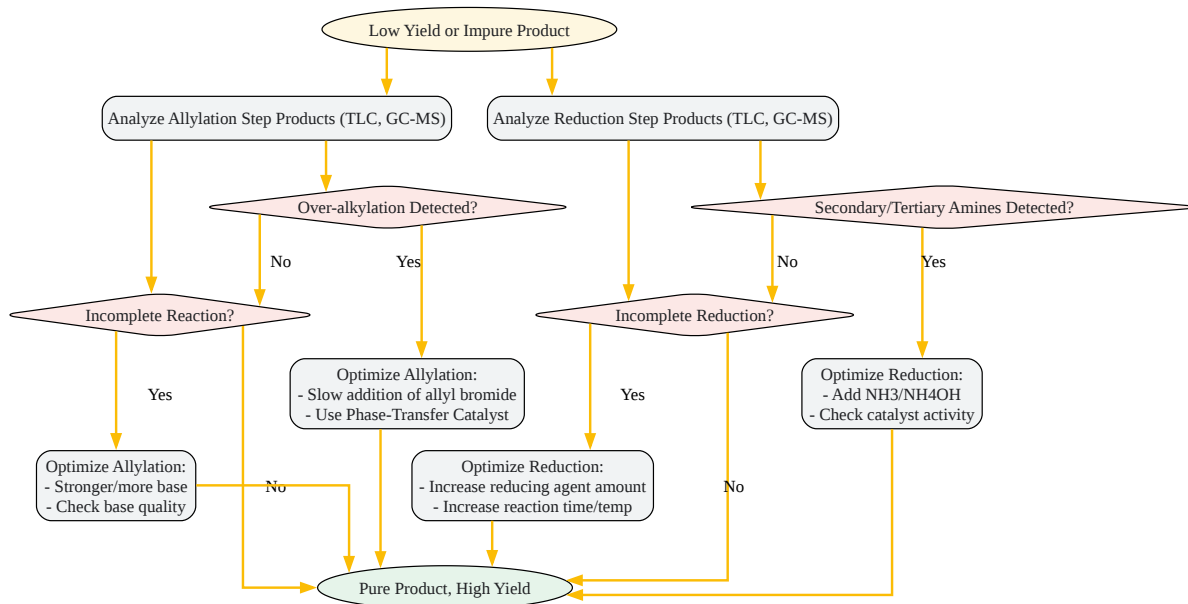 Low Yield or Impure Product
Analyze Allylation Step Products (TLC, GC-MS)
Analyze Reduction Step Products (TLC, GC-MS)
Over-alkylation Detected?
Secondary/Tertiary Amines Detected?
No
Yes
No
Yes
Incomplete Reaction?
Incomplete Reduction?
Yes
Optimize Allylation:
- Slow addition of allyl bromide
- Use Phase-Transfer Catalyst
Yes
Optimize Reduction:
- Add NH3/NH4OH
- Check catalyst activity
Optimize Allylation:
- Stronger/more base
- Check base quality
No
Optimize Reduction:
- Increase reducing agent amount
- Increase reaction time/temp
No
Pure Product, High Yield